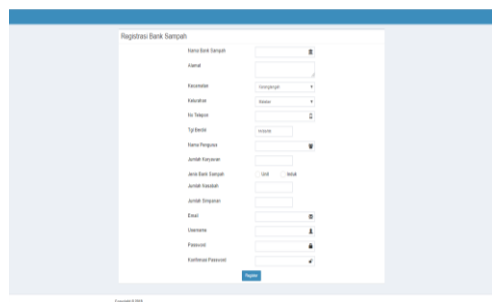 Registrasi Bank Sampah
Nama Bank Sampah
Alamat
Kecamatan
Kelurahan
No Telepon
Tgl Berdiri
Nama Pengurus
Jumlah Karyawan
Jenis Bank Sampah Unit Induk
Jumlah Nasabah
Jumlah Simpanan
Email
Username
Password
Konfirmasi Password
Register